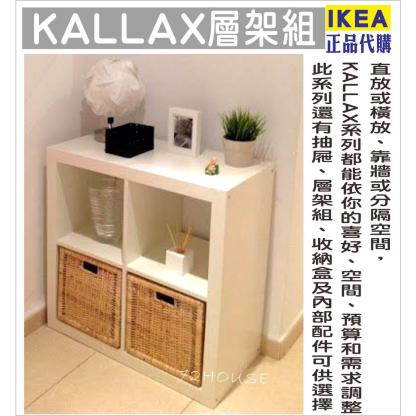 KALLAX層架組
IKEA
正品代購
直放或橫放、靠牆或分隔空間，
KALLAX系列都能依你的喜好、空間、預算和需求調整
此系列還有抽屜、層架組、收納盒及內部配件可供選擇
72HOUSE